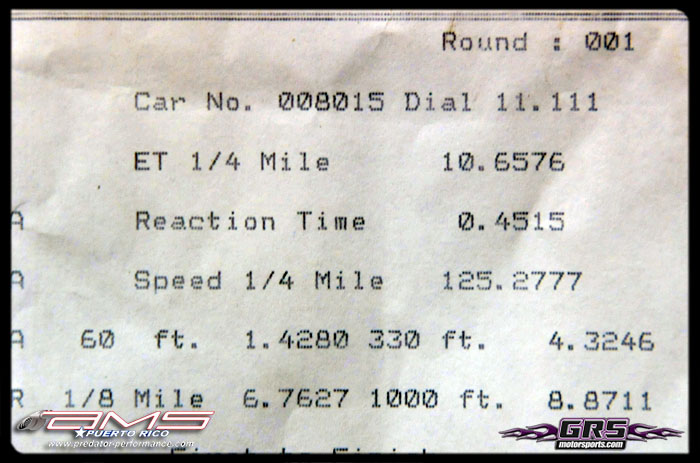 Round : 001
Car No. 008015 Dial 11.111
ET 1/4 Mile 10.6576
A Reaction Time 0.4515
A Speed 1/4 Mile 125.2777
A 60 ft. 1.4280 330 ft. 4.3246
R 1/8 Mile 6.7627 1000 ft. 8.8711
AMS
PUERTO RICO
www.predator-performance.com
GRS
motorsports.com